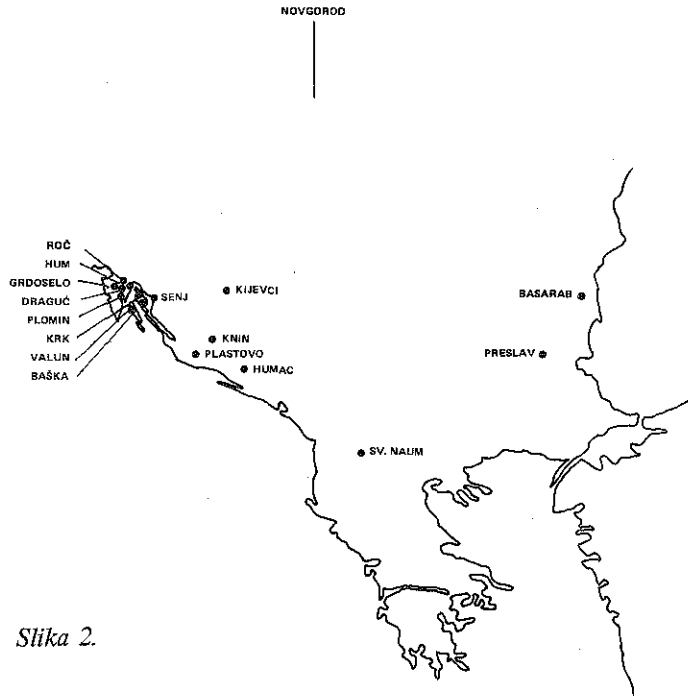 NOVGOROD
ROČ
HUM
GRDOSELO
DRAGUĆ
PLOMIN
KRK
VALUN
BAŠKA
SENJ
KIJEVCI
KNIN
PLASTOVO
HUMAC
BASARAB
PRESLAV
SV. NAUM
Slika 2.